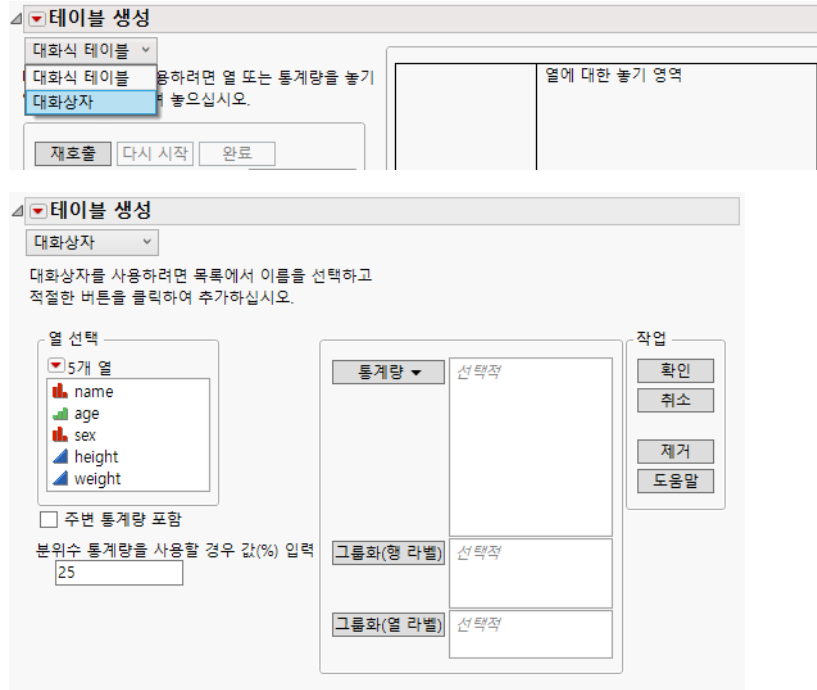 테이블 생성
대화식 테이블
대화식 테이블
하려면 열 또는 통계량을 놓기
열에 대한 놓기 영역
대화상자
놓으십시오.
재호출 다시 시작 완료
테이블 생성
대화상자
대화상자를 사용하려면 목록에서 이름을 선택하고
적절한 버튼을 클릭하여 추가하십시오.
열 선택
5개 열
name
age
sex
height
weight
주변 통계량 포함
분위수 통계량을 사용할 경우 값(%) 입력
25
통계량
선택적
그룹화(행 라벨)
선택적
그룹화(열 라벨)
선택적
작업
확인
취소
제거
도움말